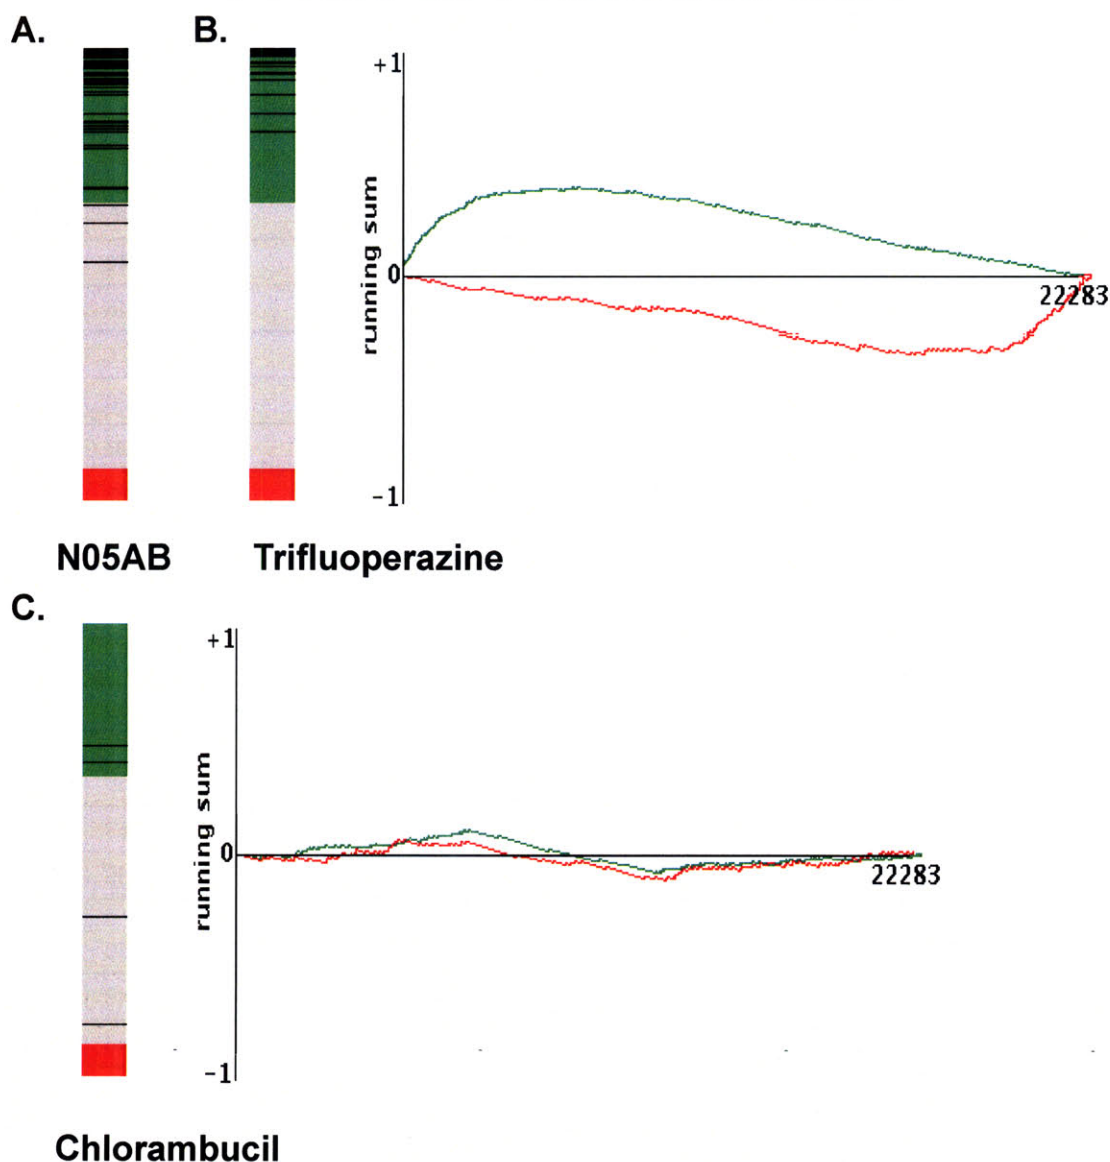 A.
B.
+1
running sum
0
22283
-1
N05AB
Trifluoperazine
C.
+1
running sum
0
22283
-1
Chlorambucil